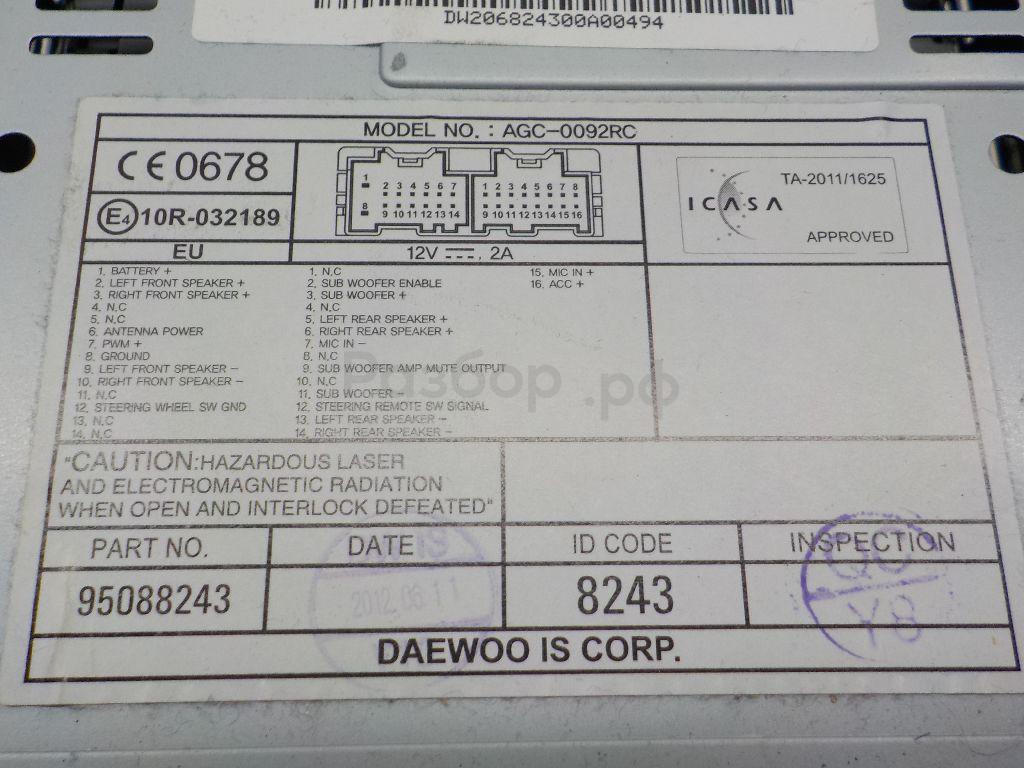 DW206824300A00494
MODEL NO. : AGC-0092RC
CE 0678
E4 10R-032189
EU
1 2 3 4 5 6 7
8 9 10 11 12 13 14
1 2 3 4 5 6 7 8
9 10 11 12 13 14 15 16
12V ⎓, 2A
ICASA
TA-2011/1625
APPROVED
1. BATTERY +
2. LEFT FRONT SPEAKER +
3. RIGHT FRONT SPEAKER +
4. N,C
5. N,C
6. ANTENNA POWER
7. PWM +
8. GROUND
9. LEFT FRONT SPEAKER -
10. RIGHT FRONT SPEAKER -
11. N,C
12. STEERING WHEEL SW GND
13. N,C
14. N,C
1. N,C
2. SUB WOOFER ENABLE
3. SUB WOOFER +
4. N,C
5. LEFT REAR SPEAKER +
6. RIGHT REAR SPEAKER +
7. MIC IN -
8. N,C
9. SUB WOOFER AMP MUTE OUTPUT
10. N,C
11. SUB WOOFER -
12. STEERING REMOTE SW SIGNAL
13. LEFT REAR SPEAKER -
14. RIGHT REAR SPEAKER -
15. MIC IN +
16. ACC +
Разбор.рф
"CAUTION:HAZARDOUS LASER
AND ELECTROMAGNETIC RADIATION
WHEN OPEN AND INTERLOCK DEFEATED"
PART NO. DATE ID CODE INSPECTION
95088243 2012.06.11 8243
Y8
DAEWOO IS CORP.